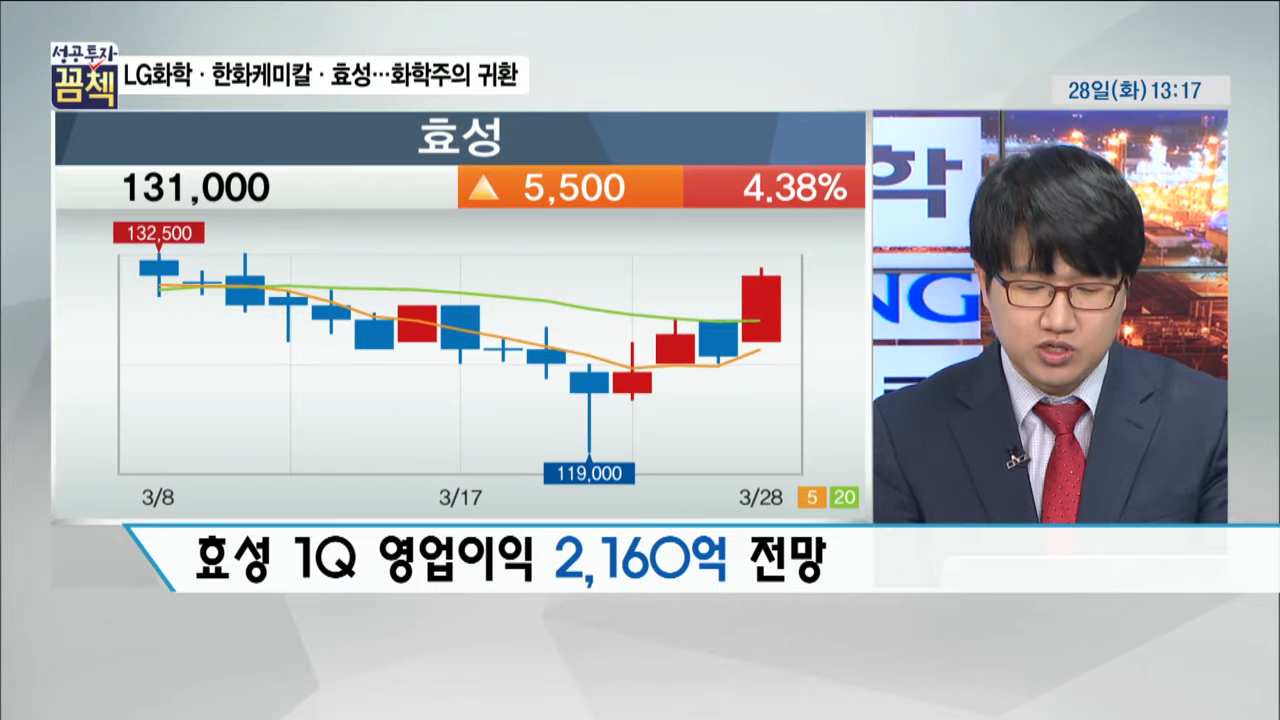 성공투자
꼼첵
LG화학·한화케미칼·효성…화학주의 귀환
28일(화) 13:17
효성
131,000 ▲ 5,500 4.38%
132,500
119,000
3/8 3/17 3/28 5 20
학
NG
효성 1Q 영업이익 2,160억 전망